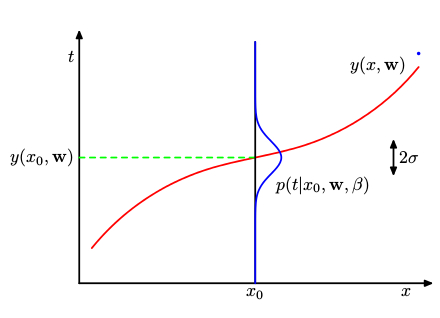 t
y(x, w)
y(x₀, w)
2σ
p(t|x₀, w, β)
x₀
x